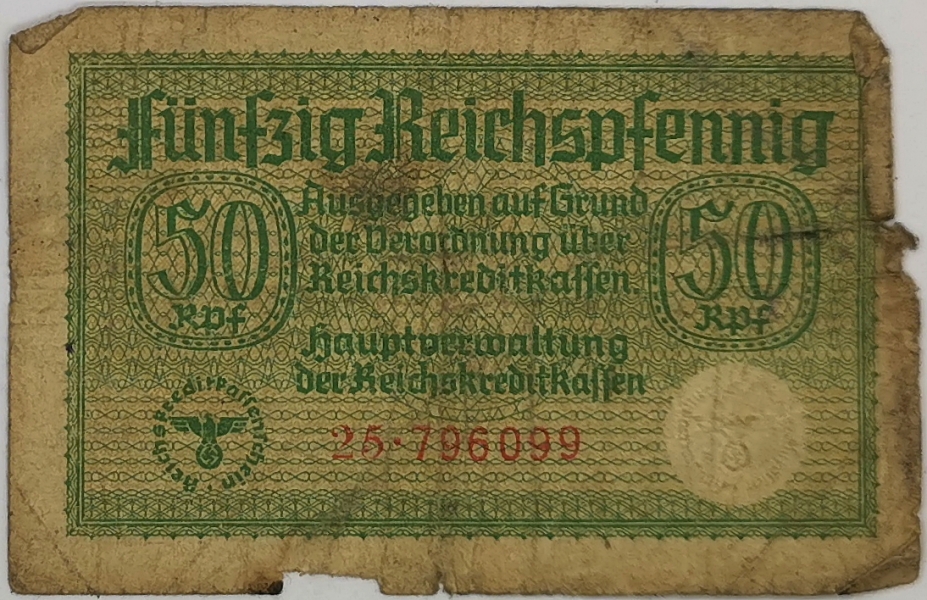 Fünfzig Reichspfennig
50
Rpf
Ausgegeben auf Grund
der Verordnung über
Reichskreditkassen.
50
Rpf
Hauptverwaltung
der Reichskreditkassen
Reichskreditkassenschein
25·796099